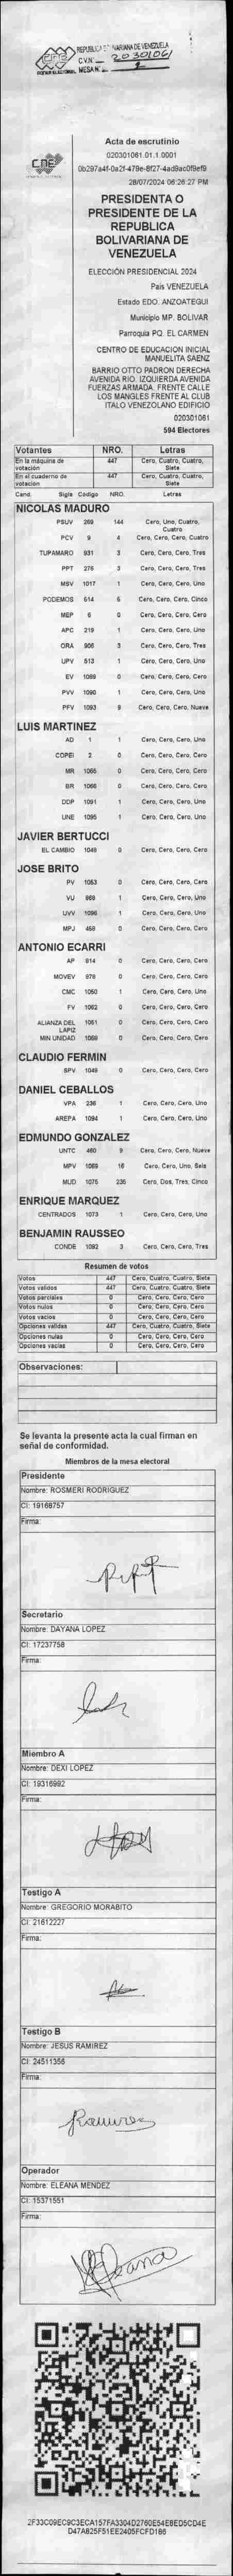 REPUBLICA BOLIVARIANA DE VENEZUELA
C.V.N° 20301061
MESA N° 1
CNE
PODER ELECTORAL
Acta de escrutinio
020301061.01.1.0001
0b297a4f-0a2f-479e-8f27-4ad9ac0f9ef9
28/07/2024 06:26:27 PM
PRESIDENTA O
PRESIDENTE DE LA
REPUBLICA
BOLIVARIANA DE
VENEZUELA
ELECCIÓN PRESIDENCIAL 2024
País VENEZUELA
Estado EDO. ANZOATEGUI
Municipio MP. BOLIVAR
Parroquia PQ. EL CARMEN
CENTRO DE EDUCACION INICIAL
MANUELITA SAENZ
BARRIO OTTO PADRON DERECHA
AVENIDA RIO. IZQUIERDA AVENIDA
FUERZAS ARMADA. FRENTE CALLE
LOS MANGLES FRENTE AL CLUB
ITALO VENEZOLANO EDIFICIO
020301061
594 Electores
Votantes NRO. Letras
En la máquina de votación 447 Cero, Cuatro, Cuatro, Siete
En el cuaderno de votación 447 Cero, Cuatro, Cuatro, Siete
Cand. Sigla Código NRO. Letras
NICOLAS MADURO
PSUV 269 144 Cero, Uno, Cuatro, Cuatro
PCV 9 4 Cero, Cero, Cero, Cuatro
TUPAMARO 931 3 Cero, Cero, Cero, Tres
PPT 276 3 Cero, Cero, Cero, Tres
MSV 1017 1 Cero, Cero, Cero, Uno
PODEMOS 614 5 Cero, Cero, Cero, Cinco
MEP 6 0 Cero, Cero, Cero, Cero
APC 219 1 Cero, Cero, Cero, Uno
ORA 906 3 Cero, Cero, Cero, Tres
UPV 613 1 Cero, Cero, Cero, Uno
EV 1089 0 Cero, Cero, Cero, Cero
PVV 1090 1 Cero, Cero, Cero, Uno
PFV 1093 9 Cero, Cero, Cero, Nueve
LUIS MARTINEZ
AD 1 1 Cero, Cero, Cero, Uno
COPEI 2 0 Cero, Cero, Cero, Cero
MR 1065 0 Cero, Cero, Cero, Cero
BR 1066 0 Cero, Cero, Cero, Cero
DDP 1091 1 Cero, Cero, Cero, Uno
UNE 1095 1 Cero, Cero, Cero, Uno
JAVIER BERTUCCI
EL CAMBIO 1048 0 Cero, Cero, Cero, Cero
JOSE BRITO
PV 1053 0 Cero, Cero, Cero, Cero
VU 989 1 Cero, Cero, Cero, Uno
UVV 1096 1 Cero, Cero, Cero, Uno
MPJ 459 0 Cero, Cero, Cero, Cero
ANTONIO ECARRI
AP 814 0 Cero, Cero, Cero, Cero
MOVEV 979 0 Cero, Cero, Cero, Cero
CMC 1050 1 Cero, Cero, Cero, Uno
FV 1062 0 Cero, Cero, Cero, Cero
ALIANZA DEL LAPIZ 1061 0 Cero, Cero, Cero, Cero
MIN UNIDAD 1068 0 Cero, Cero, Cero, Cero
CLAUDIO FERMIN
SPV 1049 0 Cero, Cero, Cero, Cero
DANIEL CEBALLOS
VPA 236 1 Cero, Cero, Cero, Uno
AREPA 1094 1 Cero, Cero, Cero, Uno
EDMUNDO GONZALEZ
UNTC 460 9 Cero, Cero, Cero, Nueve
MPV 1069 16 Cero, Cero, Uno, Seis
MUD 1075 235 Cero, Dos, Tres, Cinco
ENRIQUE MARQUEZ
CENTRADOS 1073 1 Cero, Cero, Cero, Uno
BENJAMIN RAUSSEO
CONDE 1092 3 Cero, Cero, Cero, Tres
Resumen de votos
Votos 447 Cero, Cuatro, Cuatro, Siete
Votos validos 447 Cero, Cuatro, Cuatro, Siete
Votos parciales 0 Cero, Cero, Cero, Cero
Votos nulos 0 Cero, Cero, Cero, Cero
Votos vacios 0 Cero, Cero, Cero, Cero
Opciones validas 447 Cero, Cuatro, Cuatro, Siete
Opciones nulas 0 Cero, Cero, Cero, Cero
Opciones vacias 0 Cero, Cero, Cero, Cero
Observaciones:
Se levanta la presente acta la cual firman en
señal de conformidad.
Miembros de la mesa electoral
Presidente
Nombre: ROSMERI RODRIGUEZ
CI: 19168757
Firma:
Secretario
Nombre: DAYANA LOPEZ
CI: 17237758
Firma:
Miembro A
Nombre: DEXI LOPEZ
CI: 19316992
Firma:
Testigo A
Nombre: GREGORIO MORABITO
CI: 21612227
Firma:
Testigo B
Nombre: JESUS RAMIREZ
CI: 24511356
Firma:
Ramirez
Operador
Nombre: ELEANA MENDEZ
CI: 15371551
Firma:
Eleana
2F33C09EC9C3ECA157FA3304D2760E54EBED5CD4E
D47A825F51EE2405FCFD1B6